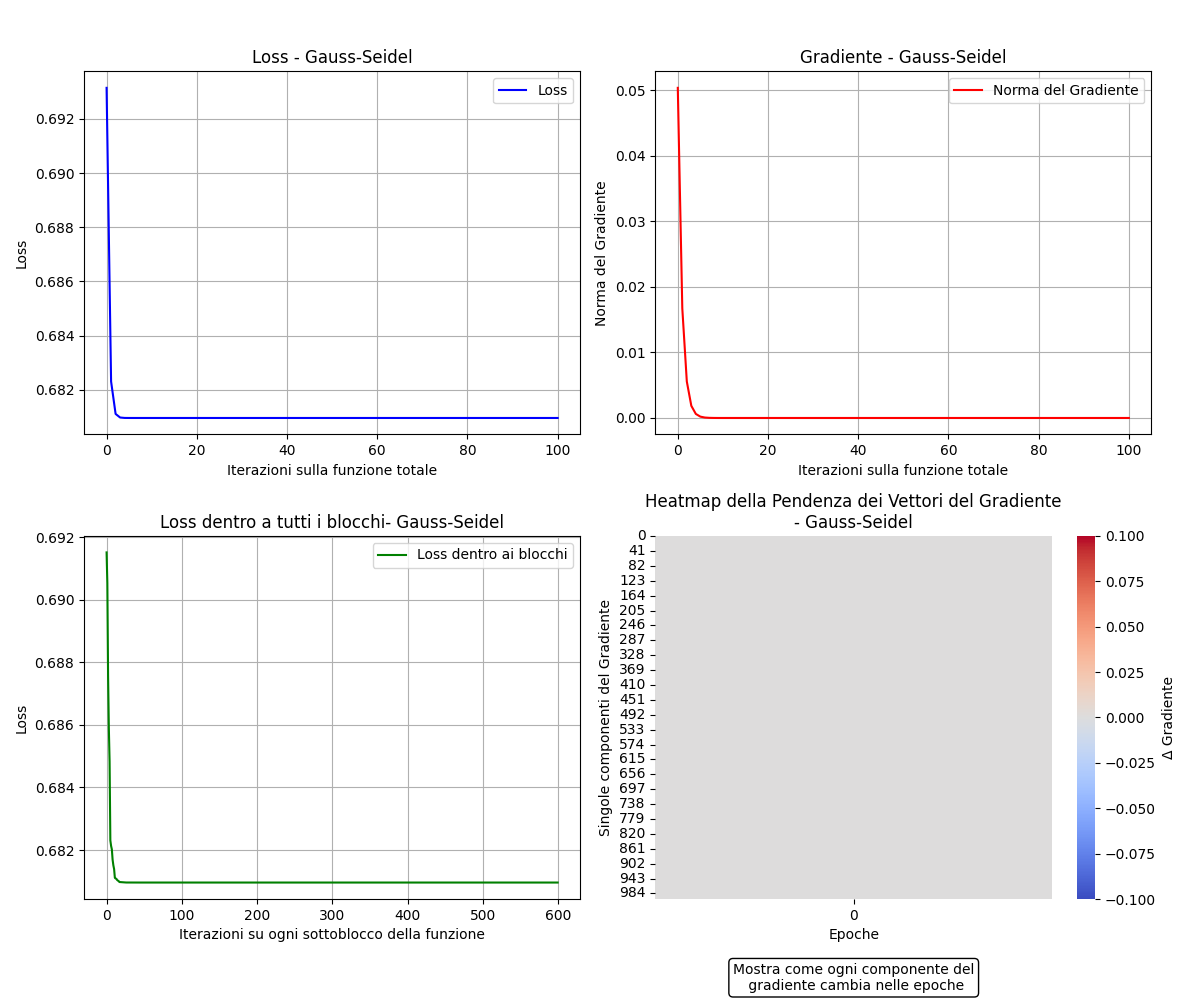 Loss - Gauss-Seidel
Loss
0.692
0.690
0.688
0.686
0.684
0.682
Loss
0 20 40 60 80 100
Iterazioni sulla funzione totale
Gradiente - Gauss-Seidel
Norma del Gradiente
0.05
0.04
0.03
0.02
0.01
0.00
Norma del Gradiente
0 20 40 60 80 100
Iterazioni sulla funzione totale
Loss dentro a tutti i blocchi- Gauss-Seidel
Loss dentro ai blocchi
0.692
0.690
0.688
0.686
0.684
0.682
Loss
0 100 200 300 400 500 600
Iterazioni su ogni sottoblocco della funzione
Heatmap della Pendenza dei Vettori del Gradiente
- Gauss-Seidel
0
41
82
123
164
205
246
287
328
369
410
451
492
533
574
615
656
697
738
779
820
861
902
943
984
Singole componenti del Gradiente
0
Epoche
0.100
0.075
0.050
0.025
0.000
−0.025
−0.050
−0.075
−0.100
Δ Gradiente
Mostra come ogni componente del
gradiente cambia nelle epoche